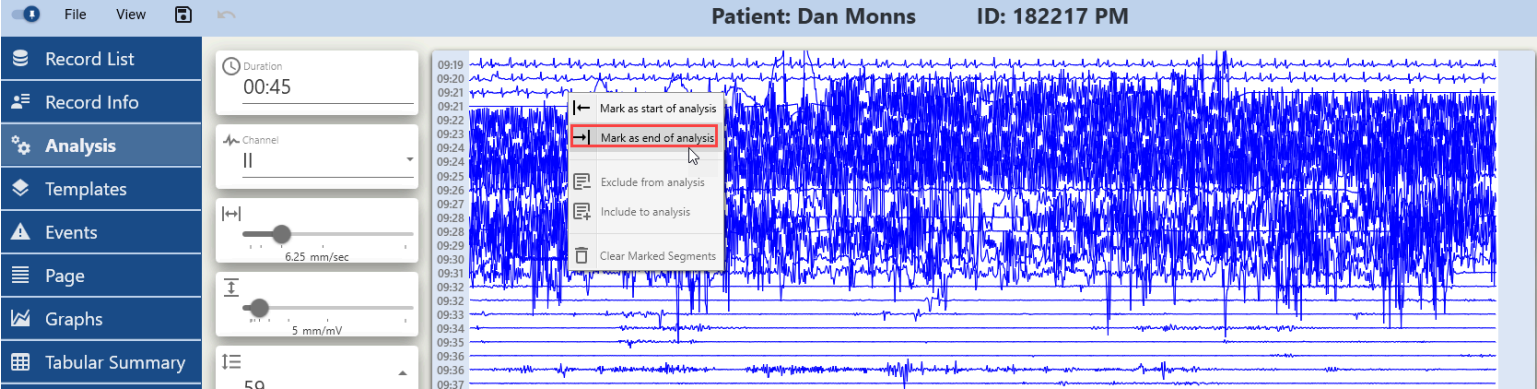 File View Patient: Dan Monns ID: 182217 PM
Record List
Record Info
Analysis
Templates
Events
Page
Graphs
Tabular Summary
Duration
00:45
Channel
II
6.25 mm/sec
5 mm/mV
59
09:19
09:20
09:21
09:21
09:22
09:23
09:24
09:24
09:25
09:26
09:27
09:28
09:28
09:29
09:30
09:31
09:32
09:32
09:33
09:34
09:35
09:36
09:36
09:37
Mark as start of analysis
Mark as end of analysis
Exclude from analysis
Include to analysis
Clear Marked Segments